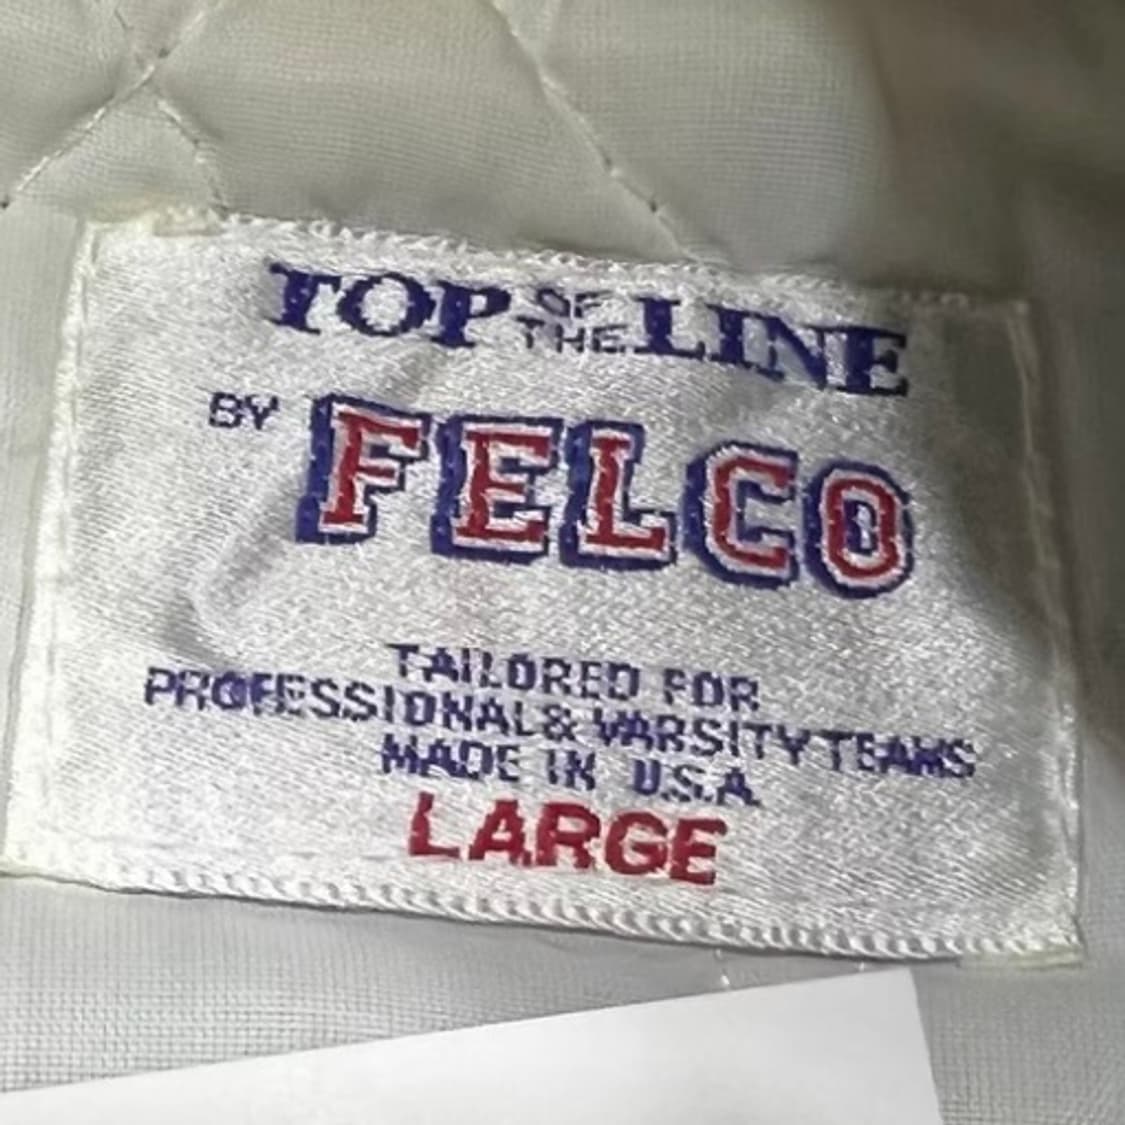 TOP OF THE LINE
BY FELCO
TAILORED FOR
PROFESSIONAL & VARSITY TEAMS
MADE IN U.S.A.
LARGE